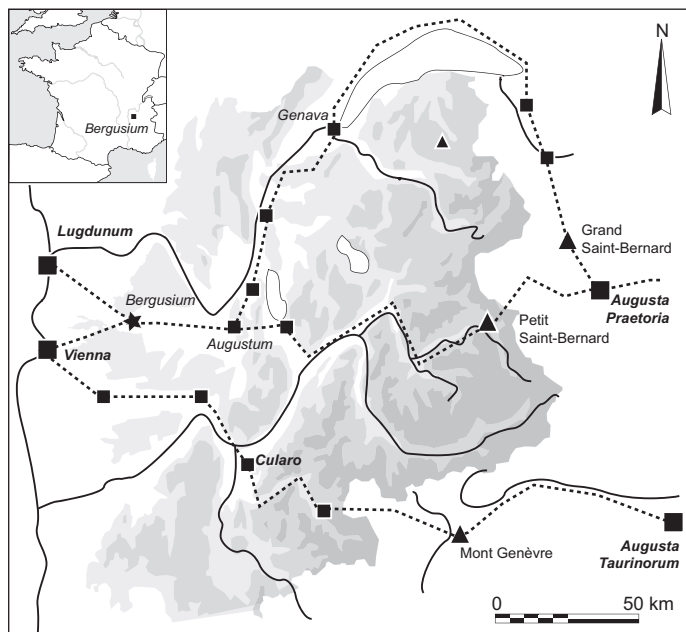 Bergusium
N
Genava
Lugdunum
Grand
Saint-Bernard
Bergusium
Augusta
Praetoria
Petit
Saint-Bernard
Augustum
Vienna
Cularo
Mont Genèvre
Augusta
Taurinorum
0
50 km